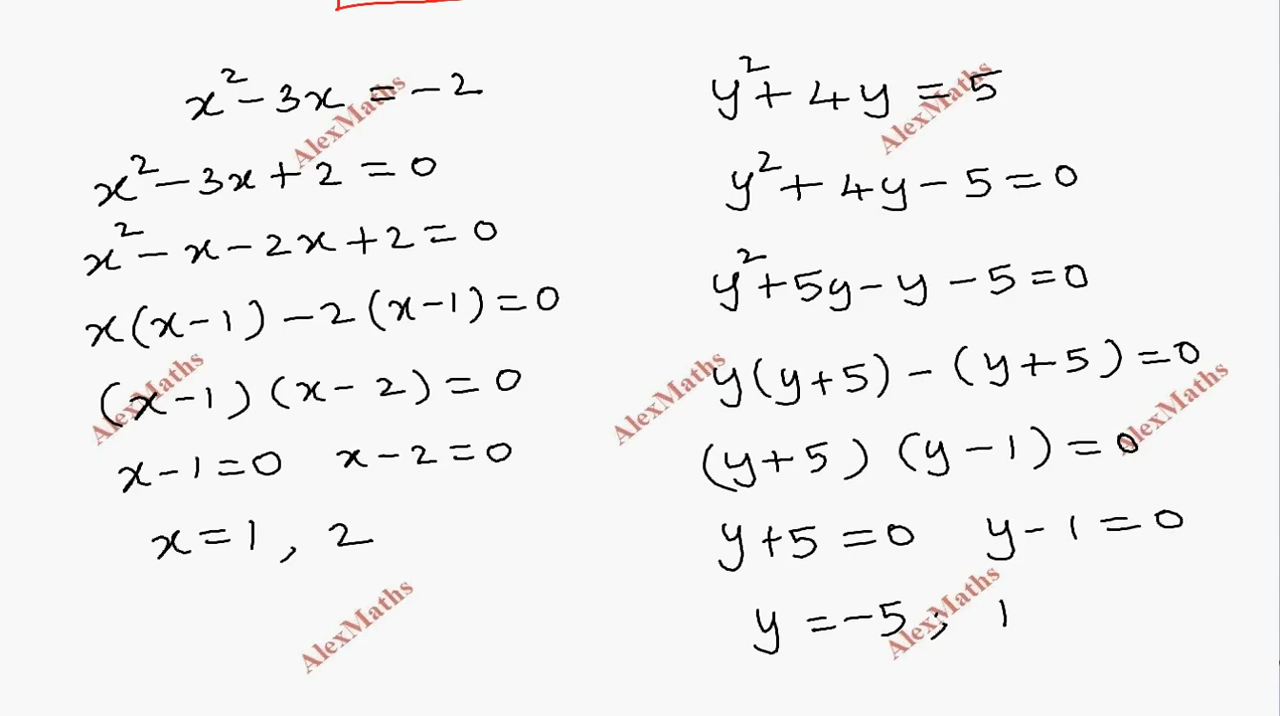 x² - 3x = -2
x² - 3x + 2 = 0
x² - x - 2x + 2 = 0
x(x-1) - 2(x-1) = 0
(x-1)(x-2) = 0
x-1=0 x-2=0
x=1, 2
y² + 4y = 5
y² + 4y - 5 = 0
y² + 5y - y - 5 = 0
y(y+5) - (y+5) = 0
(y+5)(y-1) = 0
y+5=0 y-1=0
y=-5, 1
AlexMaths
AlexMaths
AlexMaths
AlexMaths
AlexMaths
AlexMaths
AlexMaths